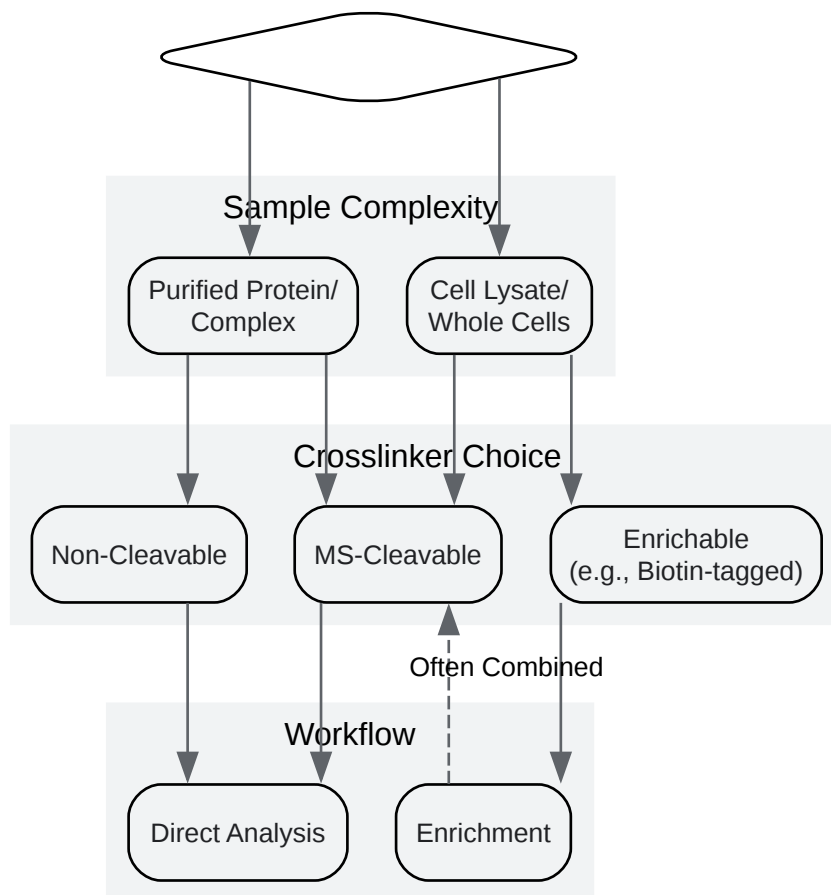 Sample Complexity
Purified Protein/
Complex
Cell Lysate/
Whole Cells
Crosslinker Choice
Non-Cleavable
MS-Cleavable
Enrichable
(e.g., Biotin-tagged)
Often Combined
Workflow
Direct Analysis
Enrichment